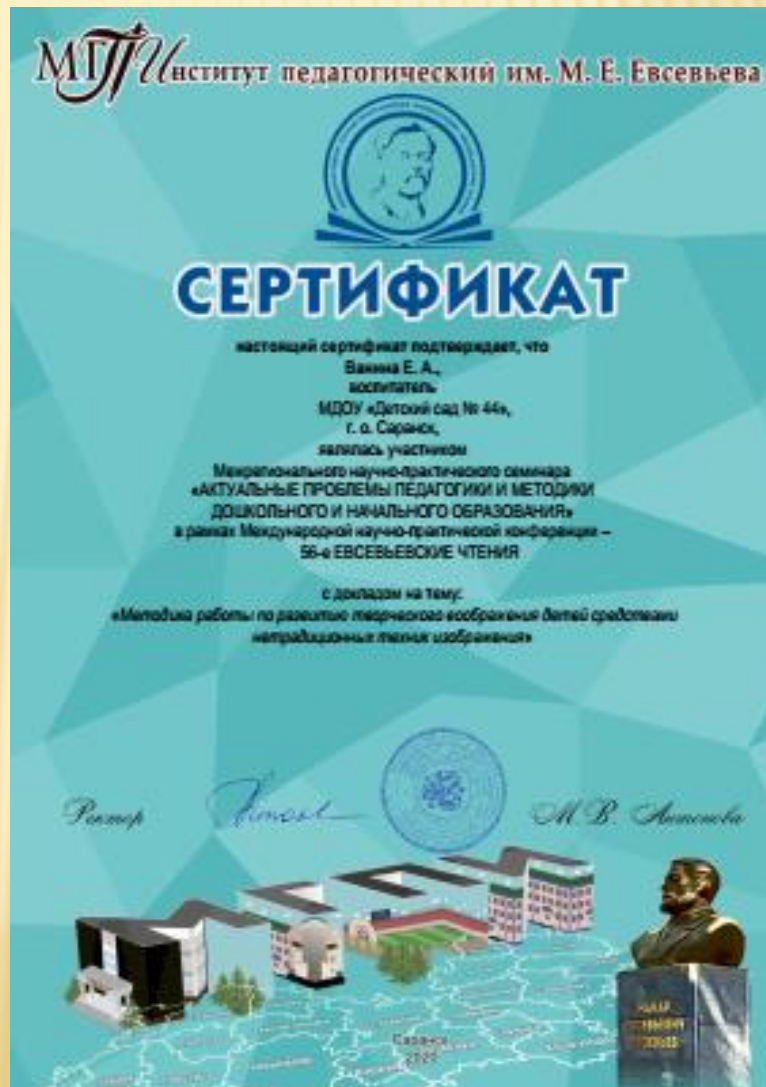 МГПИнститут педагогический им. М. Е. Евсевьева
СЕРТИФИКАТ
настоящий сертификат подтверждает, что
Ванина Е. А.,
воспитатель
МДОУ «Детский сад № 44»,
г. о. Саранск,
являлась участником
Межрегионального научно-практического семинара
«АКТУАЛЬНЫЕ ПРОБЛЕМЫ ПЕДАГОГИКИ И МЕТОДИКИ
ДОШКОЛЬНОГО И НАЧАЛЬНОГО ОБРАЗОВАНИЯ»
в рамках Международной научно-практической конференции –
56-е ЕВСЕВЬЕВСКИЕ ЧТЕНИЯ
с докладом на тему:
«Методика работы по развитию творческого воображения детей средствами
нетрадиционных техник изображения»
Ректор М. В. Антонова
Саранск
2020